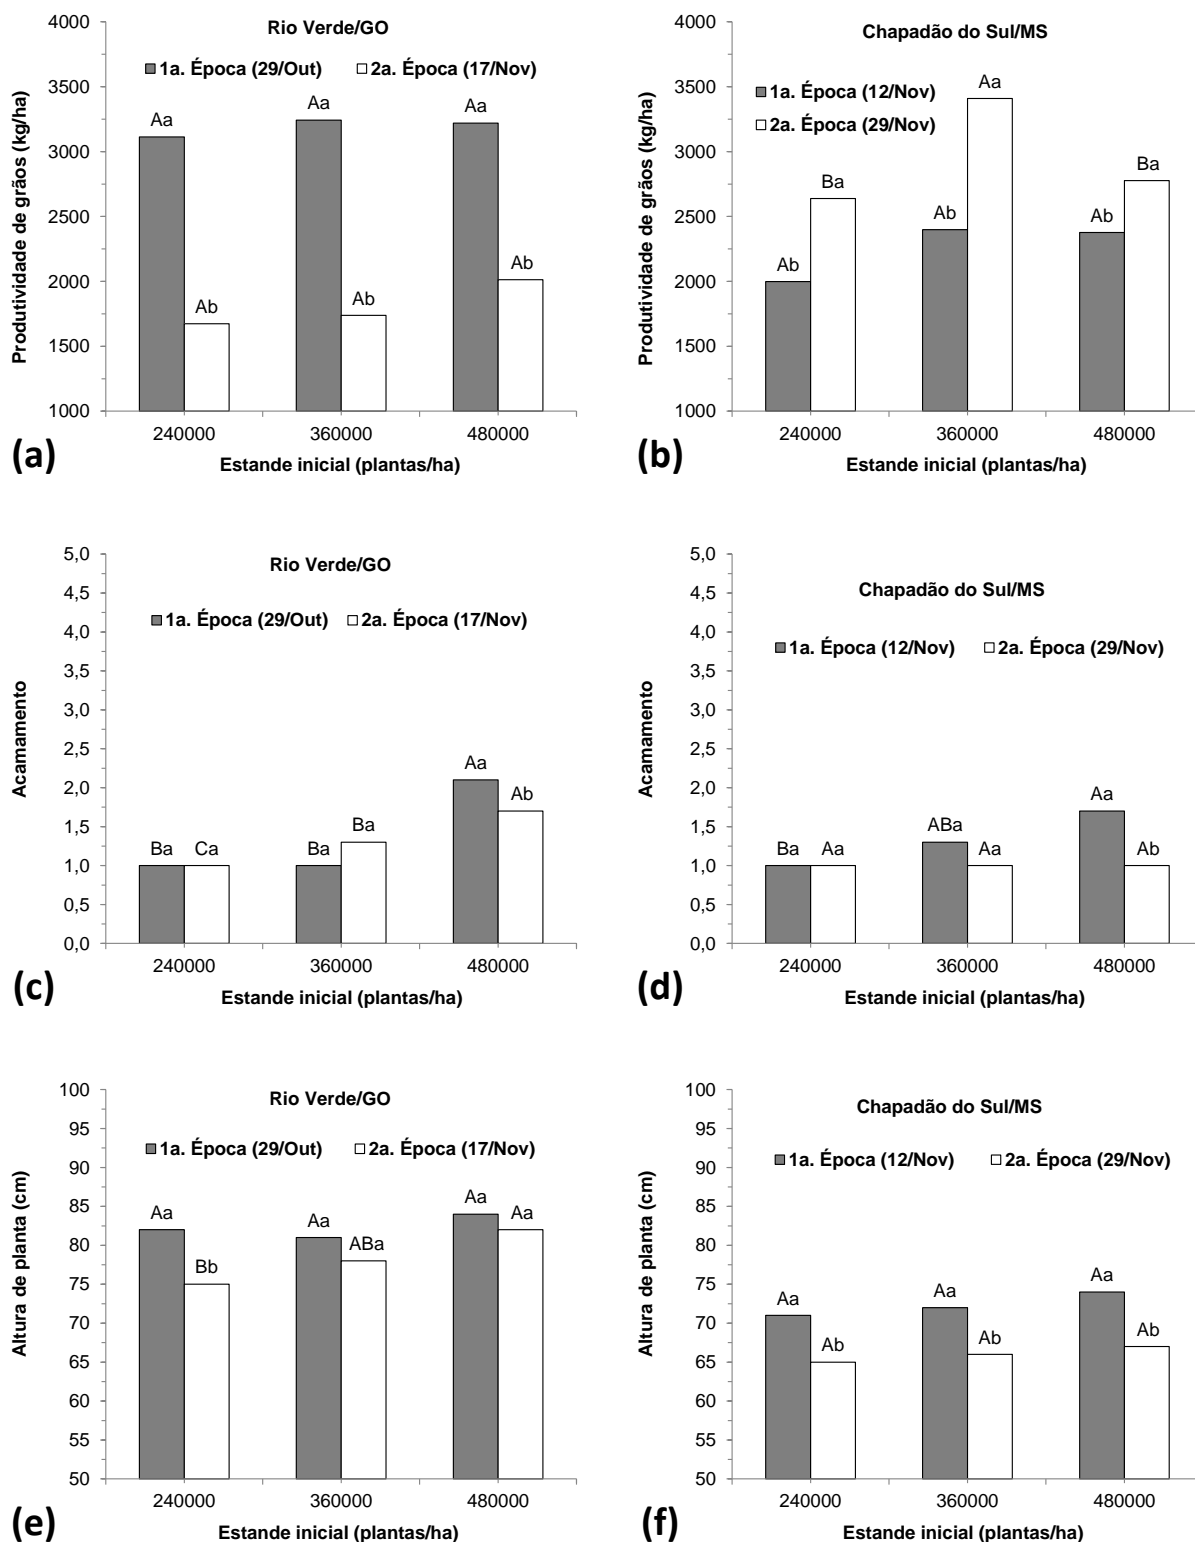 Rio Verde/GO
1a. Época (29/Out) 2a. Época (17/Nov)
Produtividade de grãos (kg/ha)
4000
3500
3000
2500
2000
1500
1000
Aa Ab
Aa Ab
Aa Ab
240000 360000 480000
Estande inicial (plantas/ha)
(a)
Chapadão do Sul/MS
1a. Época (12/Nov)
2a. Época (29/Nov)
Produtividade de grãos (kg/ha)
4000
3500
3000
2500
2000
1500
1000
Ab Ba
Ab Aa
Ab Ba
240000 360000 480000
Estande inicial (plantas/ha)
(b)
Rio Verde/GO
1a. Época (29/Out) 2a. Época (17/Nov)
Acamamento
5,0
4,5
4,0
3,5
3,0
2,5
2,0
1,5
1,0
0,5
0,0
Ba Ca
Ba Ba
Aa Ab
240000 360000 480000
Estande inicial (plantas/ha)
(c)
Chapadão do Sul/MS
1a. Época (12/Nov) 2a. Época (29/Nov)
Acamamento
5,0
4,5
4,0
3,5
3,0
2,5
2,0
1,5
1,0
0,5
0,0
Ba Aa
ABa Aa
Aa Ab
240000 360000 480000
Estande inicial (plantas/ha)
(d)
Rio Verde/GO
1a. Época (29/Out) 2a. Época (17/Nov)
Altura de planta (cm)
100
95
90
85
80
75
70
65
60
55
50
Aa Bb
Aa ABa
Aa Aa
240000 360000 480000
Estande inicial (plantas/ha)
(e)
Chapadão do Sul/MS
1a. Época (12/Nov) 2a. Época (29/Nov)
Altura de planta (cm)
100
95
90
85
80
75
70
65
60
55
50
Aa Ab
Aa Ab
Aa Ab
240000 360000 480000
Estande inicial (plantas/ha)
(f)